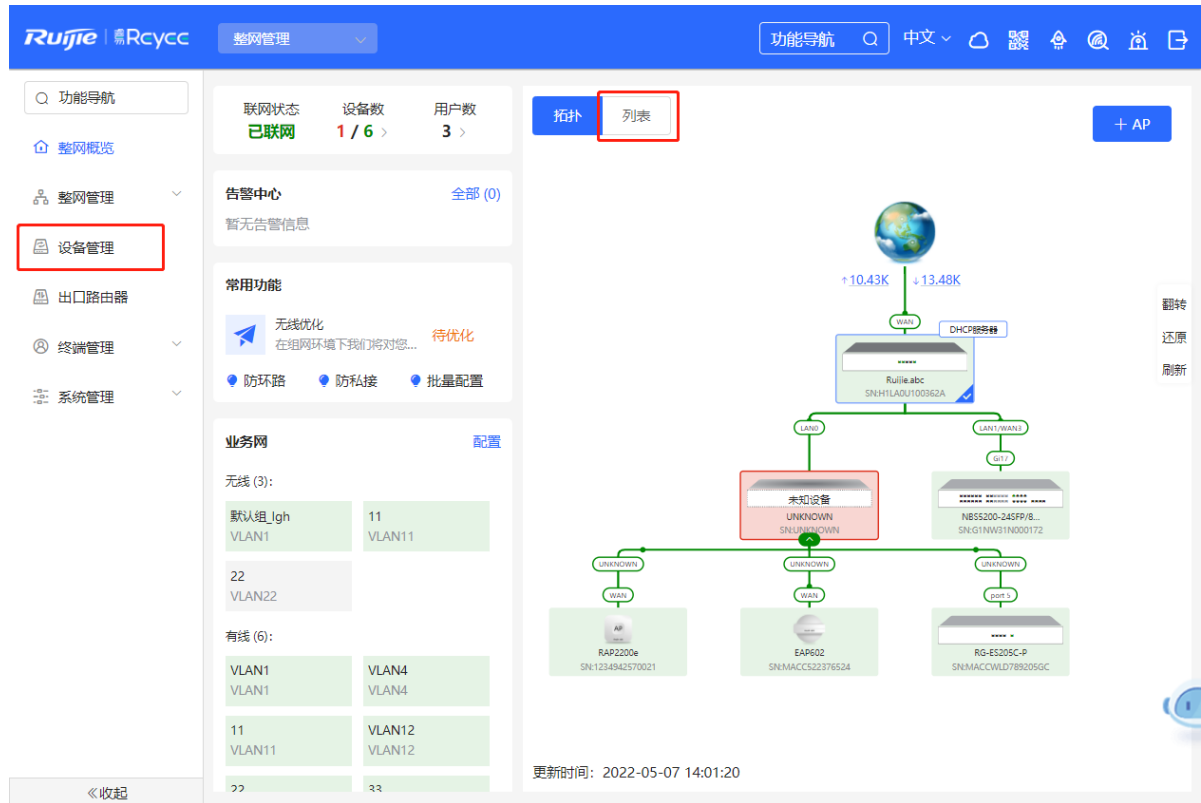 Ruijie Reyee
整网管理
功能导航
中文
功能导航
整网概览
整网管理
设备管理
出口路由器
终端管理
系统管理
《收起
联网状态 设备数 用户数
已联网 1 / 6 > 3 >
告警中心 全部 (0)
暂无告警信息
常用功能
无线优化
在组网环境下我们将对您...
待优化
防环路 防私接 批量配置
业务网 配置
无线 (3):
默认组_lgh 11
VLAN1 VLAN11
22
VLAN22
有线 (6):
VLAN1 VLAN4
VLAN1 VLAN4
11 VLAN12
VLAN11 VLAN12
22 33
拓扑 列表
+ AP
↑10.43K ↓13.48K
WAN
DHCP服务器
Ruijie.abc
SN:H1LA0U100362A
LAN0 LAN1/WAN3
Gi17
未知设备
UNKNOWN
SN:UNKNOWN
NBS5200-24SFP/8...
SN:G1NW31N000172
UNKNOWN UNKNOWN UNKNOWN
WAN WAN port 5
AP
RAP2200e EAP602 RG-ES205C-P
SN:1234942570021 SN:MACC522376524 SN:MACCWLD789205GC
翻转
还原
刷新
更新时间：2022-05-07 14:01:20